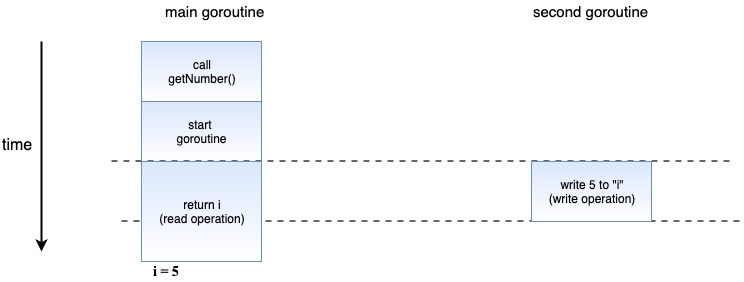 main goroutine
second goroutine
call
getNumber()
start
goroutine
time
return i
(read operation)
write 5 to "i"
(write operation)
i = 5